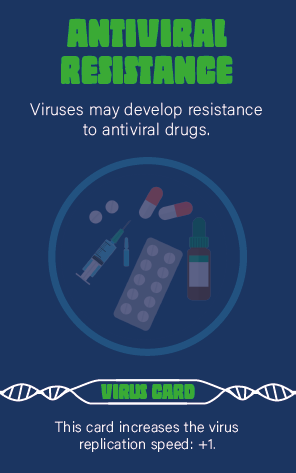 ANTIVIRAL
RESISTANCE
Viruses may develop resistance
to antiviral drugs.
VIRUS CARD
This card increases the virus
replication speed: +1.